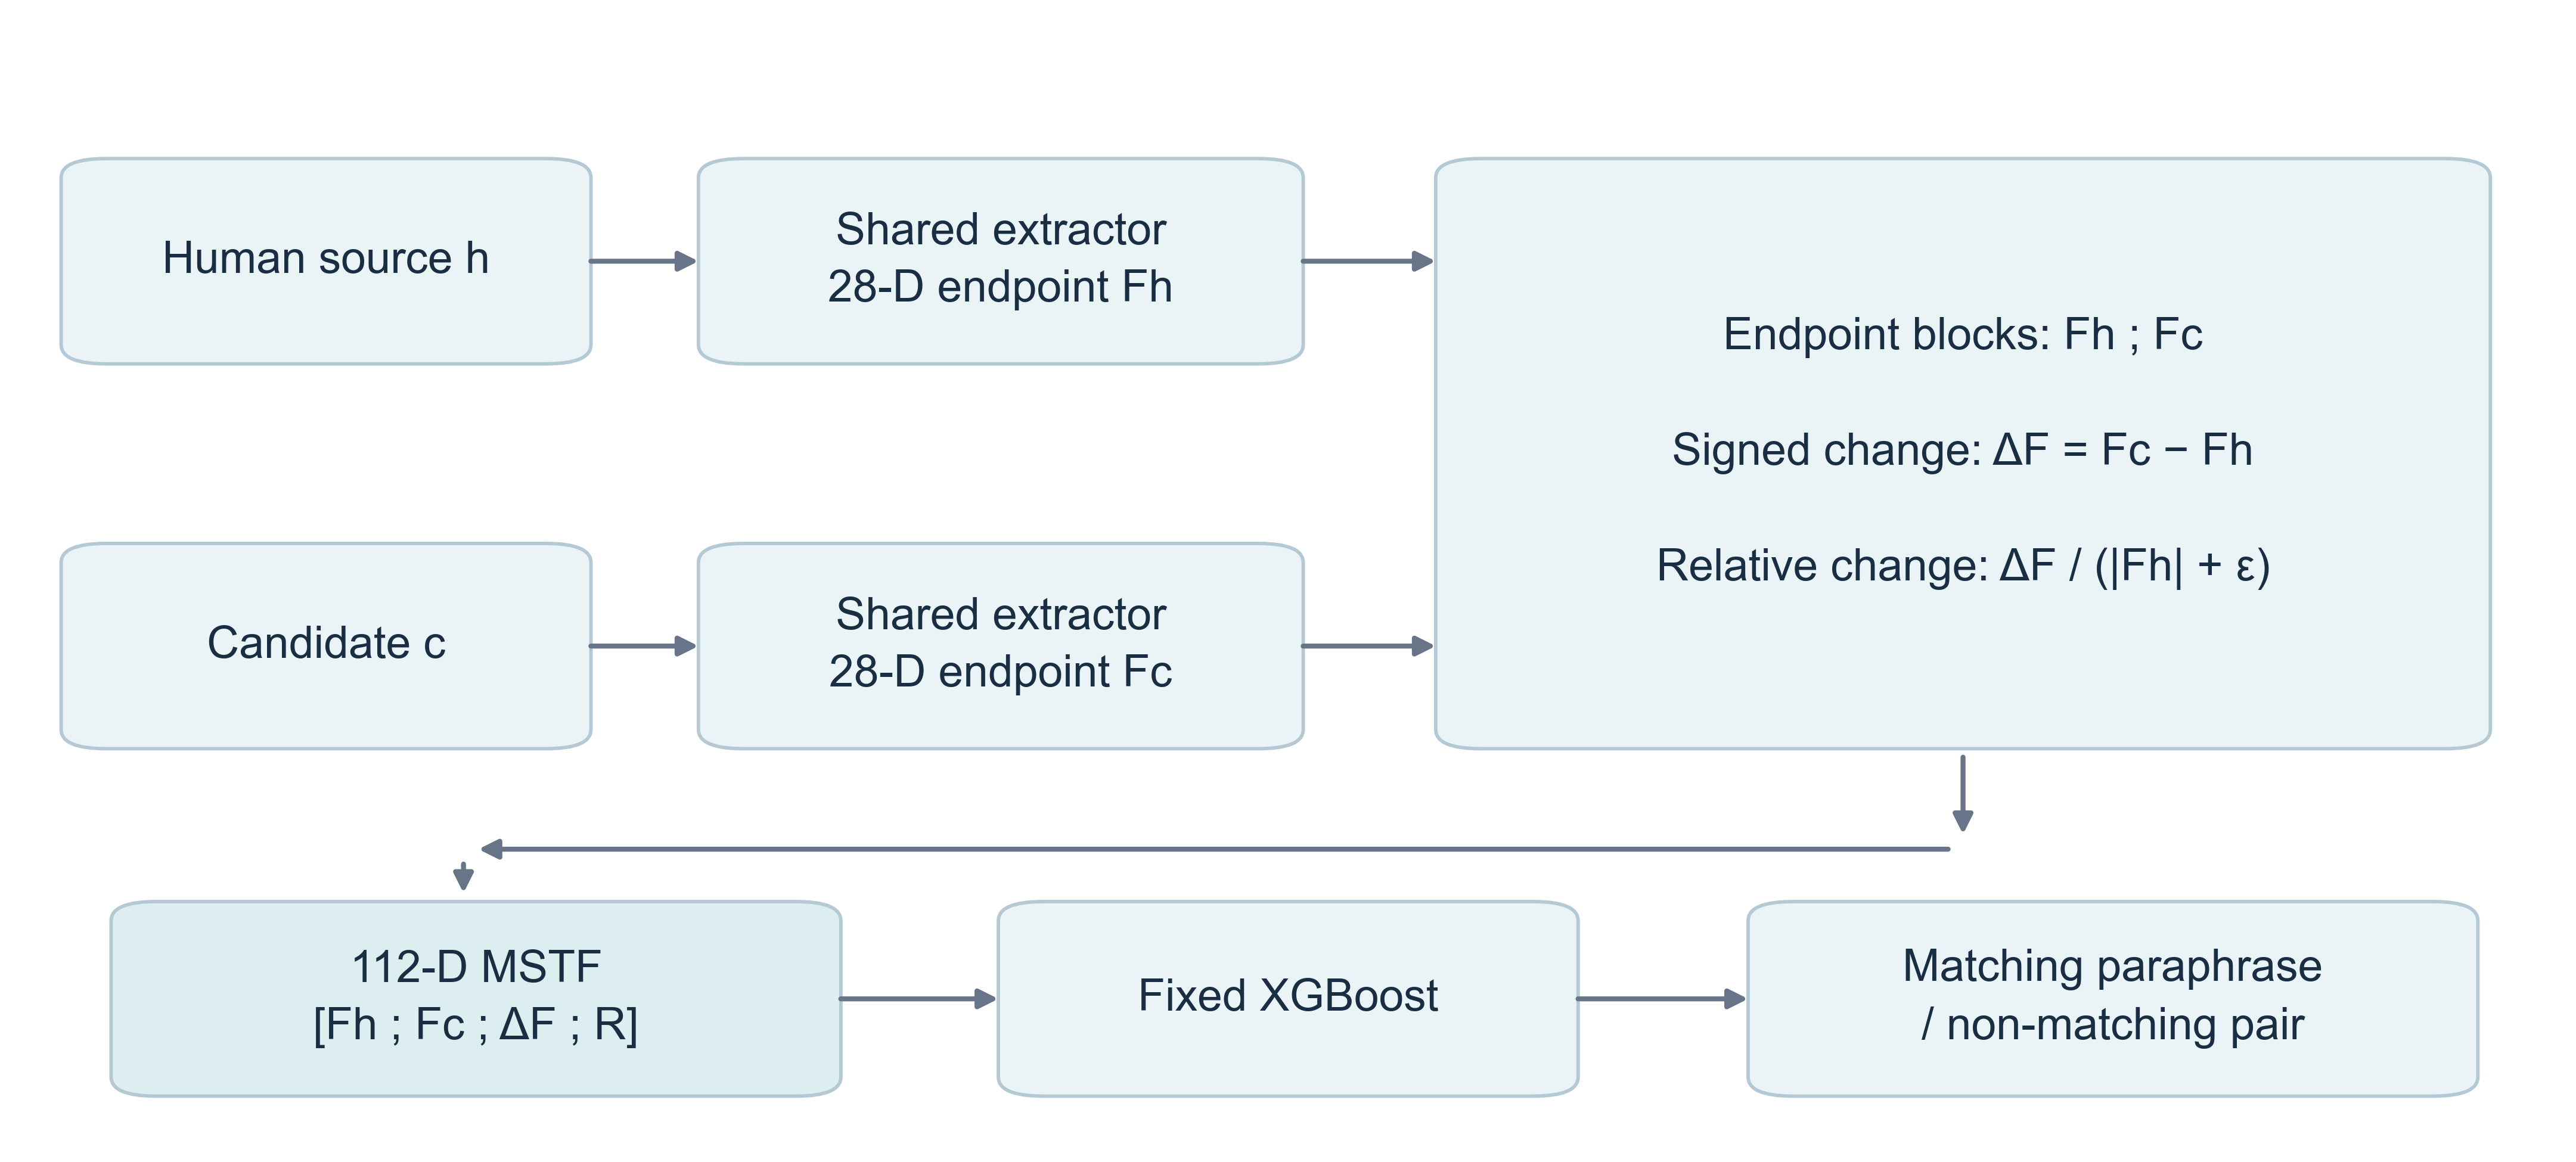 Human source h
Shared extractor
28-D endpoint Fh
Endpoint blocks: Fh ; Fc
Signed change: ΔF = Fc − Fh
Relative change: ΔF / (|Fh| + ε)
Candidate c
Shared extractor
28-D endpoint Fc
112-D MSTF
[Fh ; Fc ; ΔF ; R]
Fixed XGBoost
Matching paraphrase
/ non-matching pair